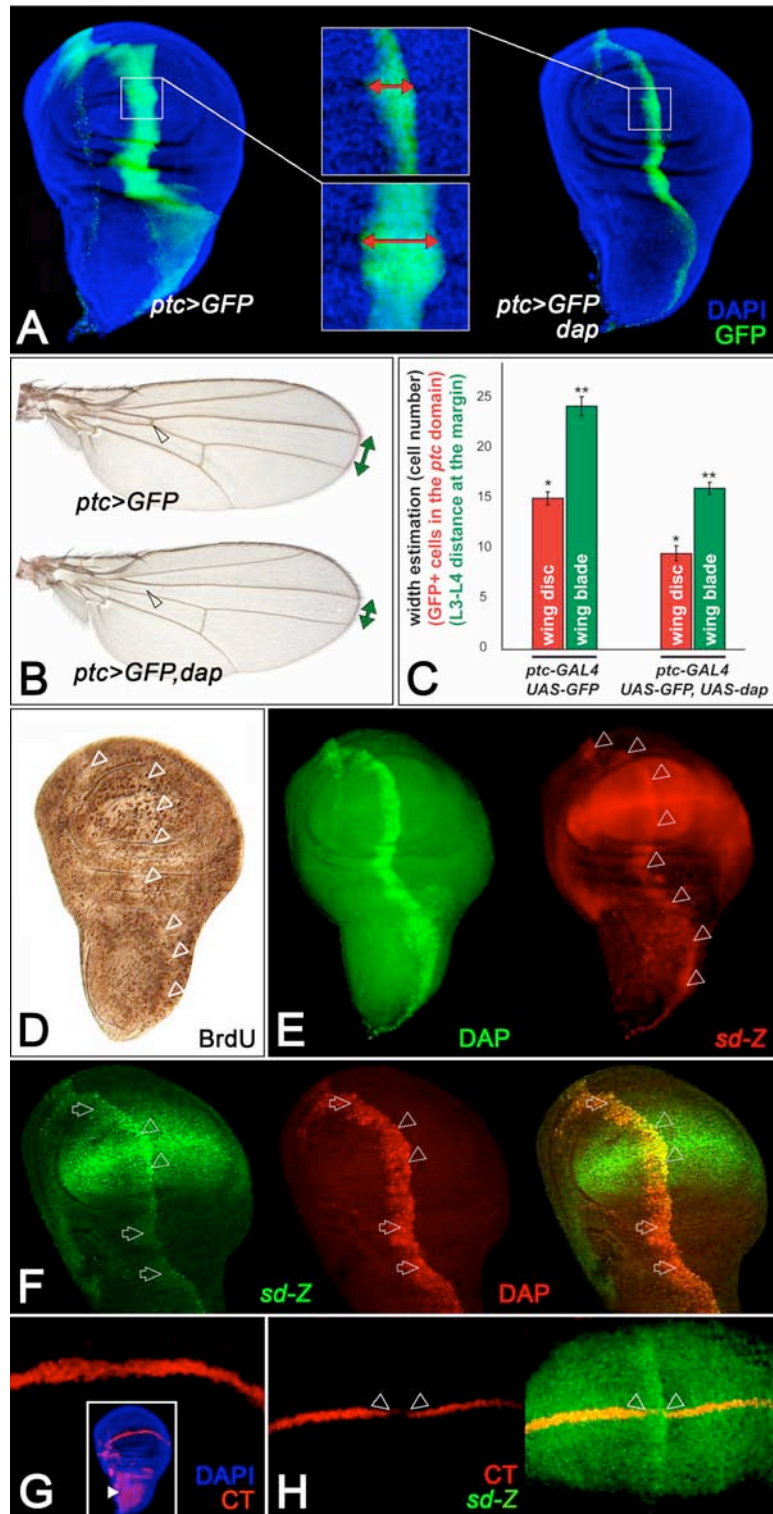 ptc>GFP
ptc>GFP
dap
DAPI
GFP
A
ptc>GFP
ptc>GFP,dap
B
width estimation (cell number)
(GFP+ cells in the ptc domain)
(L3-L4 distance at the margin)
25
20
15
10
5
0
*
**
*
**
wing disc
wing blade
wing disc
wing blade
ptc-GAL4
UAS-GFP
ptc-GAL4
UAS-GFP, UAS-dap
C
D
BrdU
E
DAP
sd-Z
F
sd-Z
DAP
G
DAPI
CT
H
CT
sd-Z